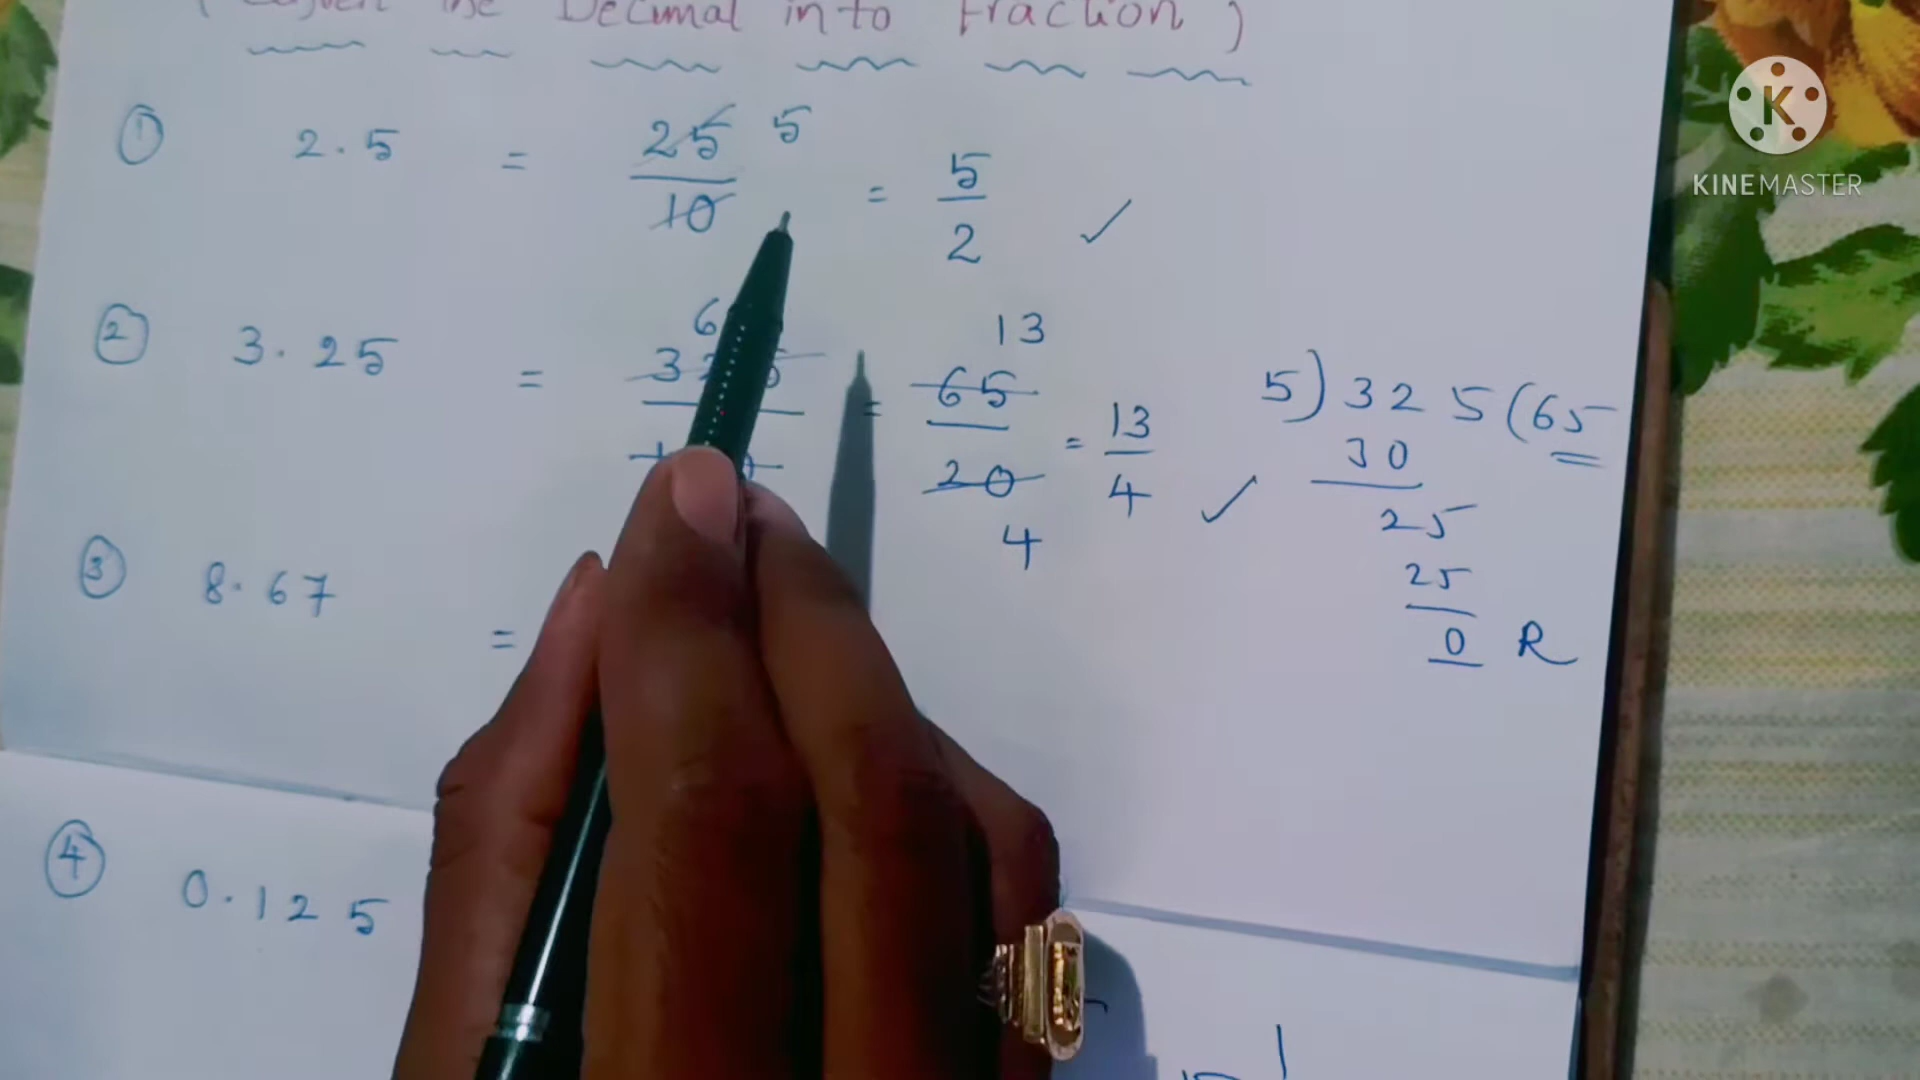 the Decimal into Fraction )
① 2.5 = 25/10 5 = 5/2 ✓
② 3.25 = = 65/20 13 4 = 13/4 ✓
③ 8.67 =
④ 0.125
5)325(65
30
25
25
0 R
KINEMASTER